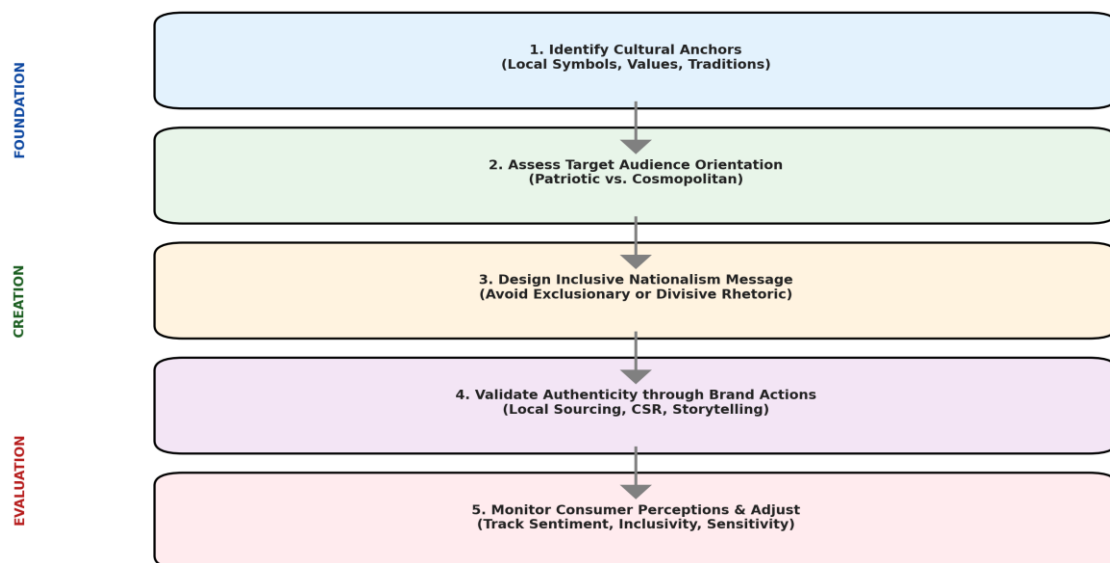 FOUNDATION
1. Identify Cultural Anchors
(Local Symbols, Values, Traditions)
2. Assess Target Audience Orientation
(Patriotic vs. Cosmopolitan)
CREATION
3. Design Inclusive Nationalism Message
(Avoid Exclusionary or Divisive Rhetoric)
4. Validate Authenticity through Brand Actions
(Local Sourcing, CSR, Storytelling)
EVALUATION
5. Monitor Consumer Perceptions & Adjust
(Track Sentiment, Inclusivity, Sensitivity)